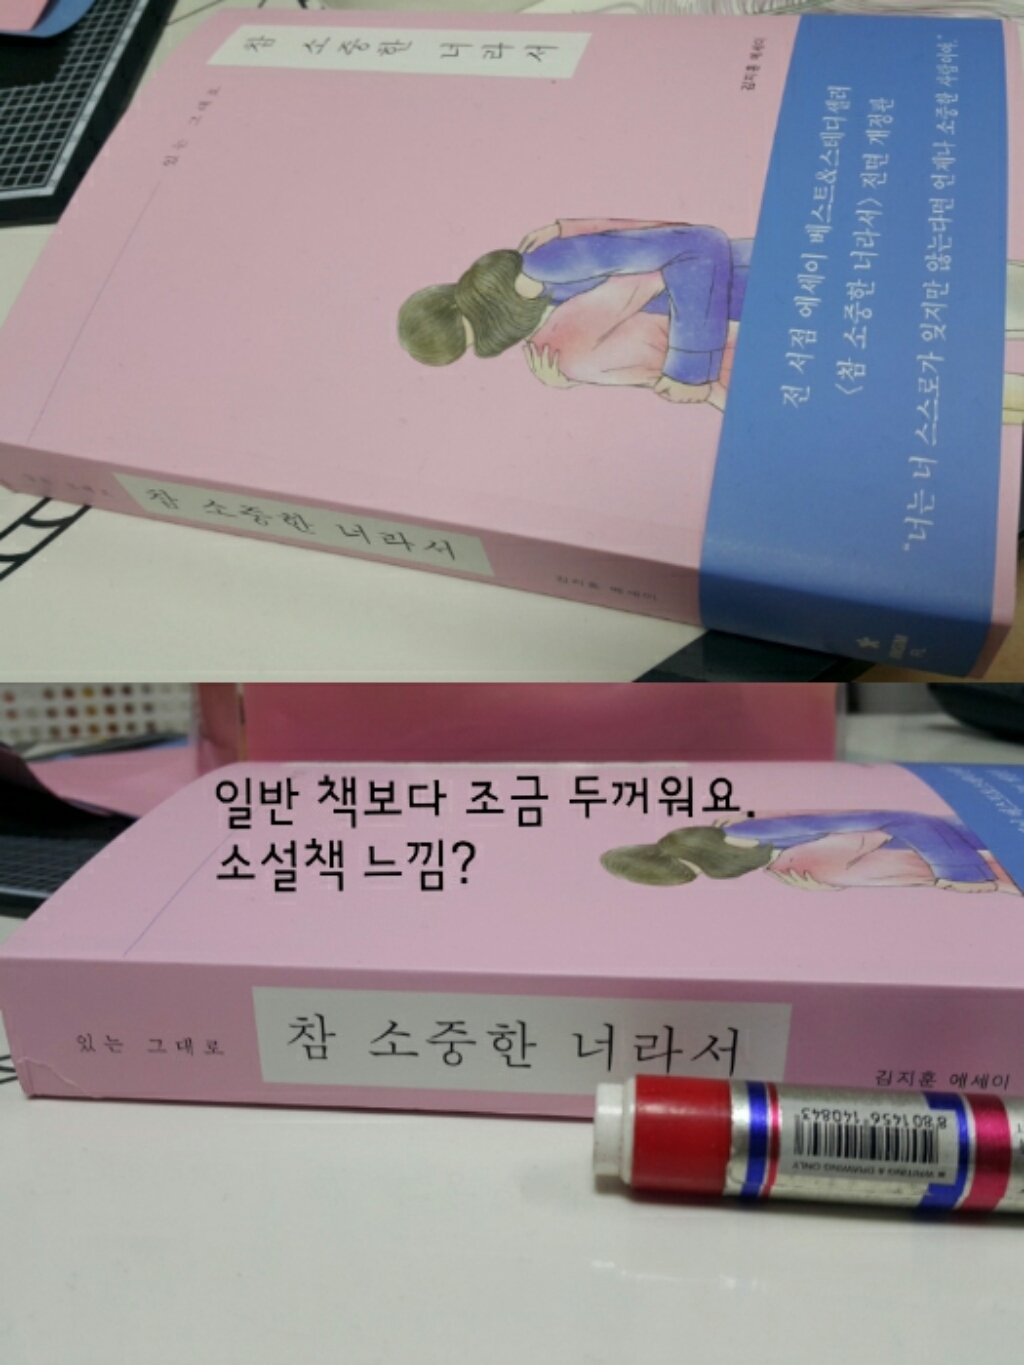 참 소중한 너라서
있는 그대로
김지훈 에세이
전 서점 에세이 베스트&스테디셀러
<참 소중한 너라서> 전면 개정판
"너는 너 스스로가 잊지만 않는다면 언제나 소중한 사람이야."
있는 그대로
참 소중한 너라서
김지훈 에세이
일반 책보다 조금 두꺼워요.
소설책 느낌?
있는 그대로
참 소중한 너라서
김지훈 에세이
8 801456 140843
WRITING & DRAWING ONLY